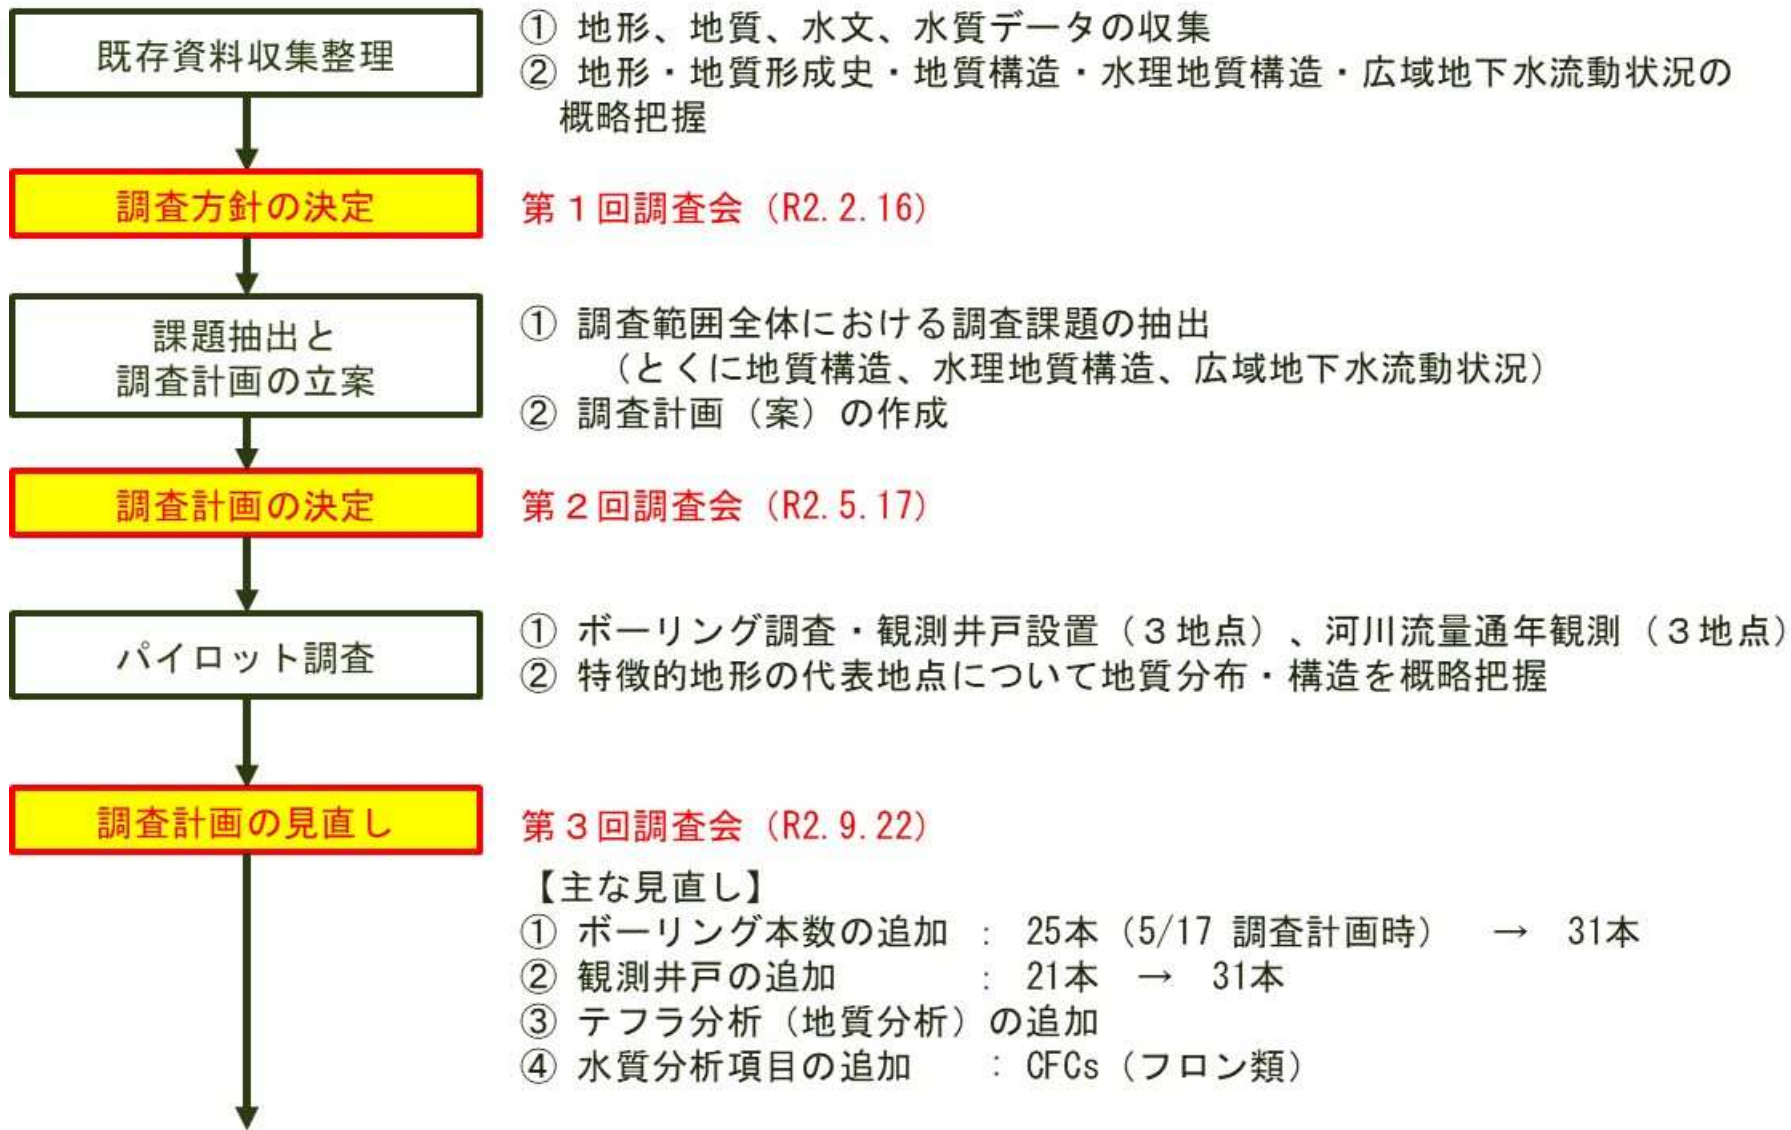 既存資料収集整理
① 地形、地質、水文、水質データの収集
② 地形・地質形成史・地質構造・水理地質構造・広域地下水流動状況の
概略把握
調査方針の決定
第１回調査会（R2.2.16）
課題抽出と
調査計画の立案
① 調査範囲全体における調査課題の抽出
（とくに地質構造、水理地質構造、広域地下水流動状況）
② 調査計画（案）の作成
調査計画の決定
第２回調査会（R2.5.17）
パイロット調査
① ボーリング調査・観測井戸設置（３地点）、河川流量通年観測（３地点）
② 特徴的地形の代表地点について地質分布・構造を概略把握
調査計画の見直し
第３回調査会（R2.9.22）
【主な見直し】
① ボーリング本数の追加 ： 25本（5/17 調査計画時） → 31本
② 観測井戸の追加 ： 21本 → 31本
③ テフラ分析（地質分析）の追加
④ 水質分析項目の追加 ： CFCs（フロン類）